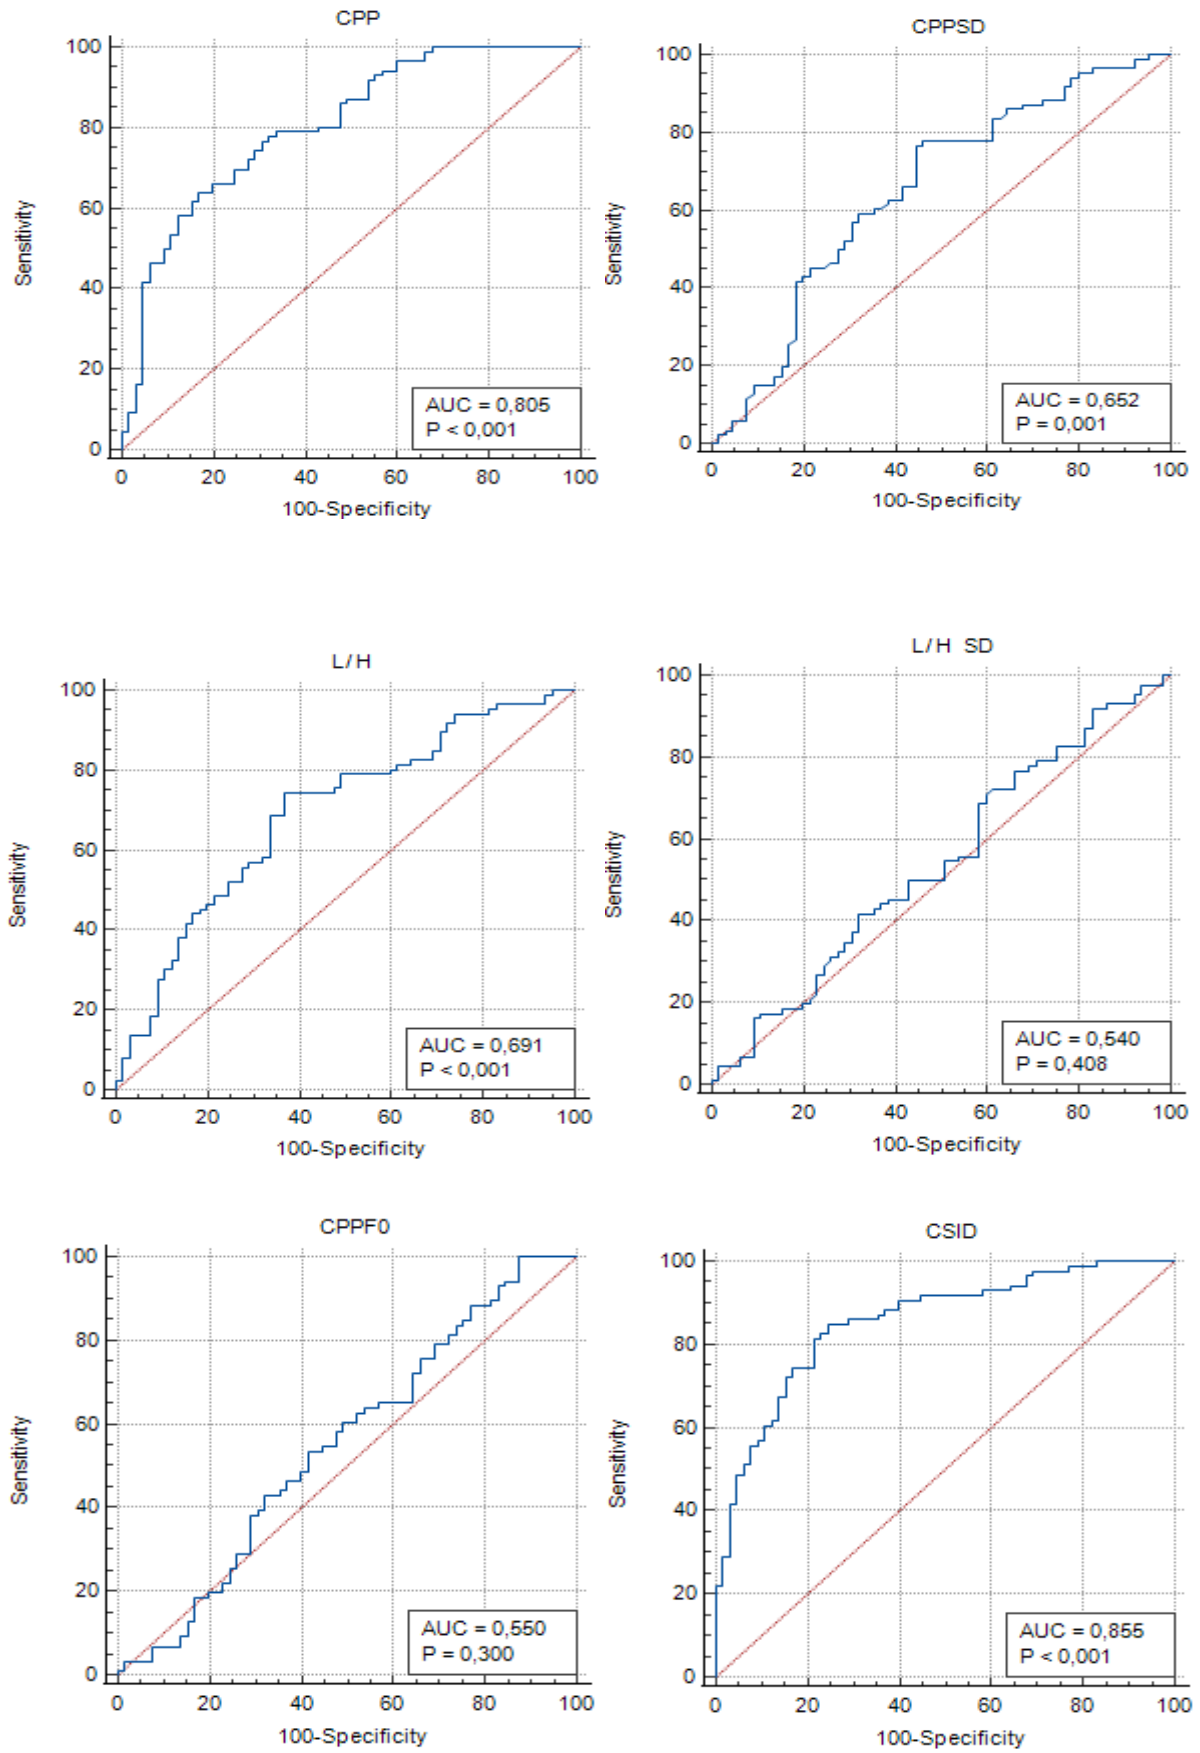 CPP
100
80
60
40
20
0
Sensitivity
AUC = 0,805
P < 0,001
0 20 40 60 80 100
100-Specificity
CPPSD
100
80
60
40
20
0
Sensitivity
AUC = 0,652
P = 0,001
0 20 40 60 80 100
100-Specificity
L/H
100
80
60
40
20
0
Sensitivity
AUC = 0,691
P < 0,001
0 20 40 60 80 100
100-Specificity
L/H SD
100
80
60
40
20
0
Sensitivity
AUC = 0,540
P = 0,408
0 20 40 60 80 100
100-Specificity
CPPF0
100
80
60
40
20
0
Sensitivity
AUC = 0,550
P = 0,300
0 20 40 60 80 100
100-Specificity
CSID
100
80
60
40
20
0
Sensitivity
AUC = 0,855
P < 0,001
0 20 40 60 80 100
100-Specificity